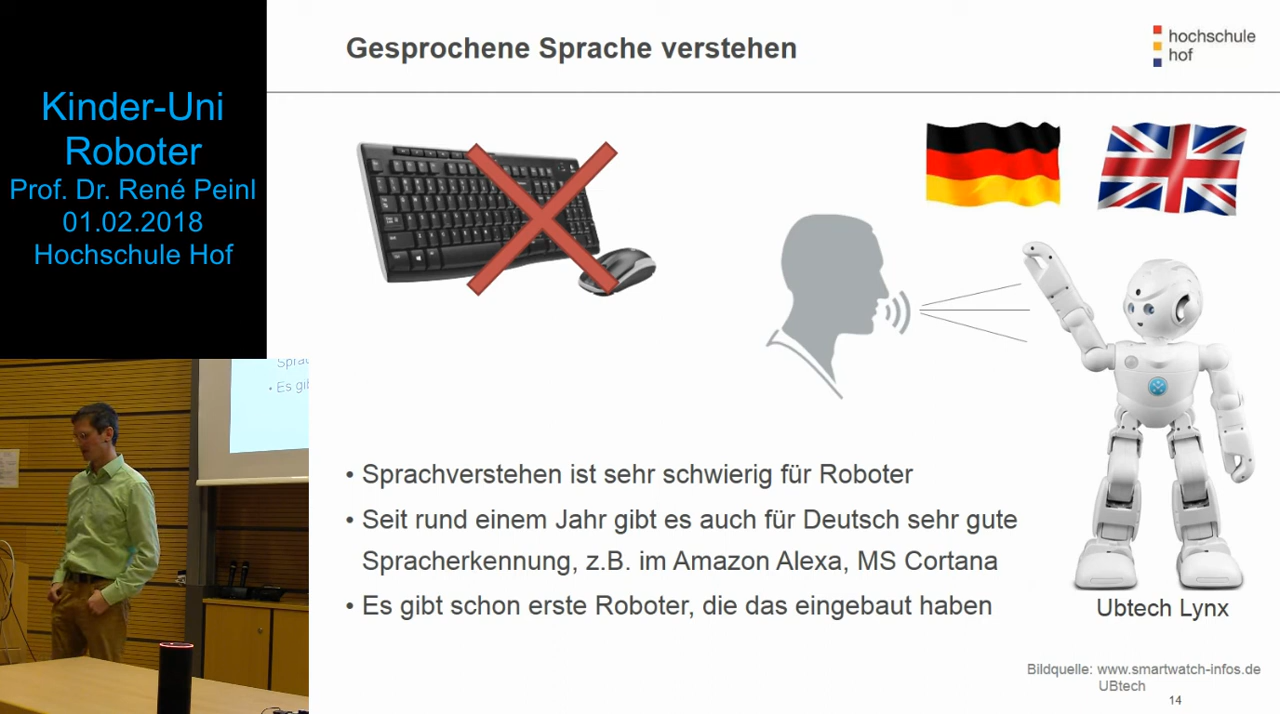 Kinder-Uni
Roboter
Prof. Dr. René Peinl
01.02.2018
Hochschule Hof
Gesprochene Sprache verstehen
hochschule
hof
• Sprachverstehen ist sehr schwierig für Roboter
• Seit rund einem Jahr gibt es auch für Deutsch sehr gute
Spracherkennung, z.B. im Amazon Alexa, MS Cortana
• Es gibt schon erste Roboter, die das eingebaut haben
Ubtech Lynx
Bildquelle: www.smartwatch-infos.de
UBtech
14
• Es gib